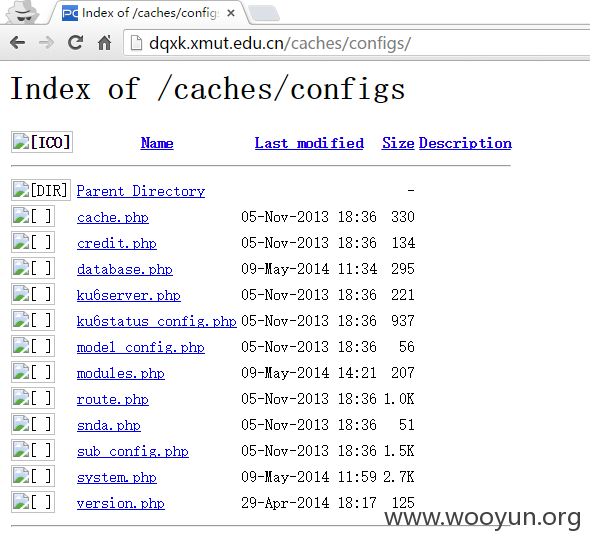 Index of /caches/configs
dqxk.xmut.edu.cn/caches/configs/
Index of /caches/configs
[ICO] Name Last modified Size Description
[DIR] Parent Directory -
[ ] cache.php 05-Nov-2013 18:36 330
[ ] credit.php 05-Nov-2013 18:36 134
[ ] database.php 09-May-2014 11:34 295
[ ] ku6server.php 05-Nov-2013 18:36 221
[ ] ku6status_config.php 05-Nov-2013 18:36 937
[ ] model_config.php 05-Nov-2013 18:36 56
[ ] modules.php 09-May-2014 14:21 207
[ ] route.php 05-Nov-2013 18:36 1.0K
[ ] snda.php 05-Nov-2013 18:36 51
[ ] sub_config.php 05-Nov-2013 18:36 1.5K
[ ] system.php 09-May-2014 11:59 2.7K
[ ] version.php 29-Apr-2014 18:17 125
www.wooyun.org